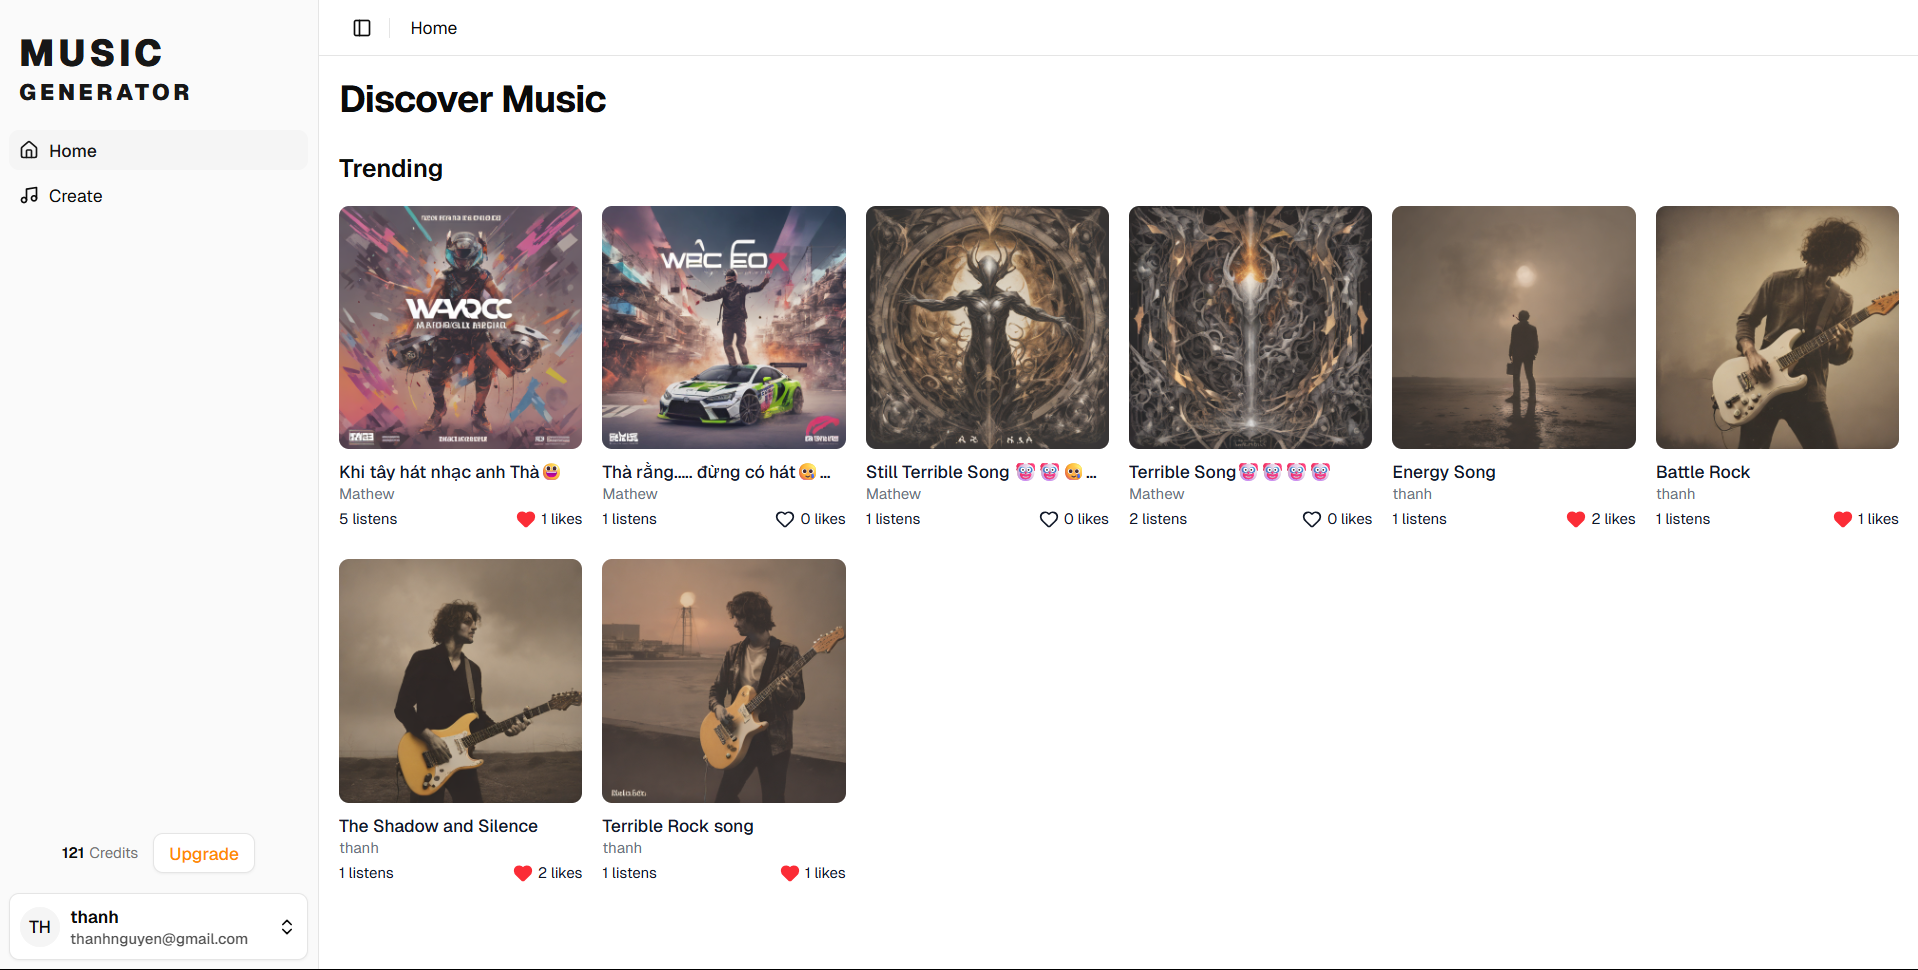 MUSIC
GENERATOR
Home
Create
121 Credits
Upgrade
TH
thanh
thanhnguyen@gmail.com
Home
Discover Music
Trending
WAVOCC
Khi tây hát nhạc anh Thà😀
Mathew
5 listens
1 likes
Thà rằng..... đừng có hát🤮 ...
Mathew
1 listens
0 likes
Still Terrible Song 🤡🤡🤮 ...
Mathew
1 listens
0 likes
Terrible Song🤡🤡🤡🤡
Mathew
2 listens
0 likes
Energy Song
thanh
1 listens
2 likes
Battle Rock
thanh
1 listens
1 likes
The Shadow and Silence
thanh
1 listens
2 likes
Terrible Rock song
thanh
1 listens
1 likes